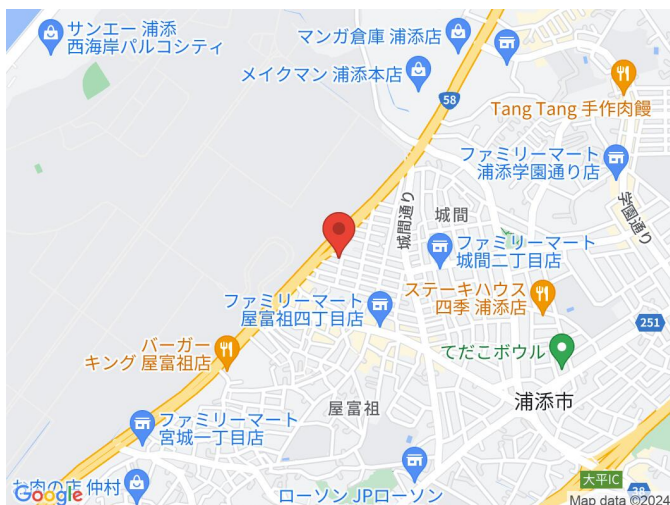 サンエー 浦添
西海岸パルコシティ
マンガ倉庫 浦添店
メイクマン 浦添本店
58
Tang Tang 手作肉饅
ファミリーマート
浦添学園通り店
学園通り
城間通り
城間
ファミリーマート
城間二丁目店
ステーキハウス
四季 浦添店
ファミリーマート
屋富祖四丁目店
251
てだこボウル
バーガー
キング 屋富祖店
浦添市
屋富祖
ファミリーマート
宮城一丁目店
お肉の店 仲村
ローソン JPローソン
大平IC
38
Google
Map data ©2024